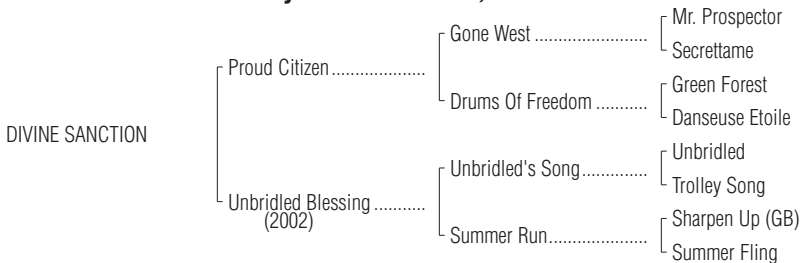 Mr. Prospector
Gone West
Secrettame
Proud Citizen
Green Forest
Drums Of Freedom
Danseuse Etoile
DIVINE SANCTION
Unbridled
Unbridled's Song
Trolley Song
Unbridled Blessing
(2002)
Sharpen Up (GB)
Summer Run
Summer Fling